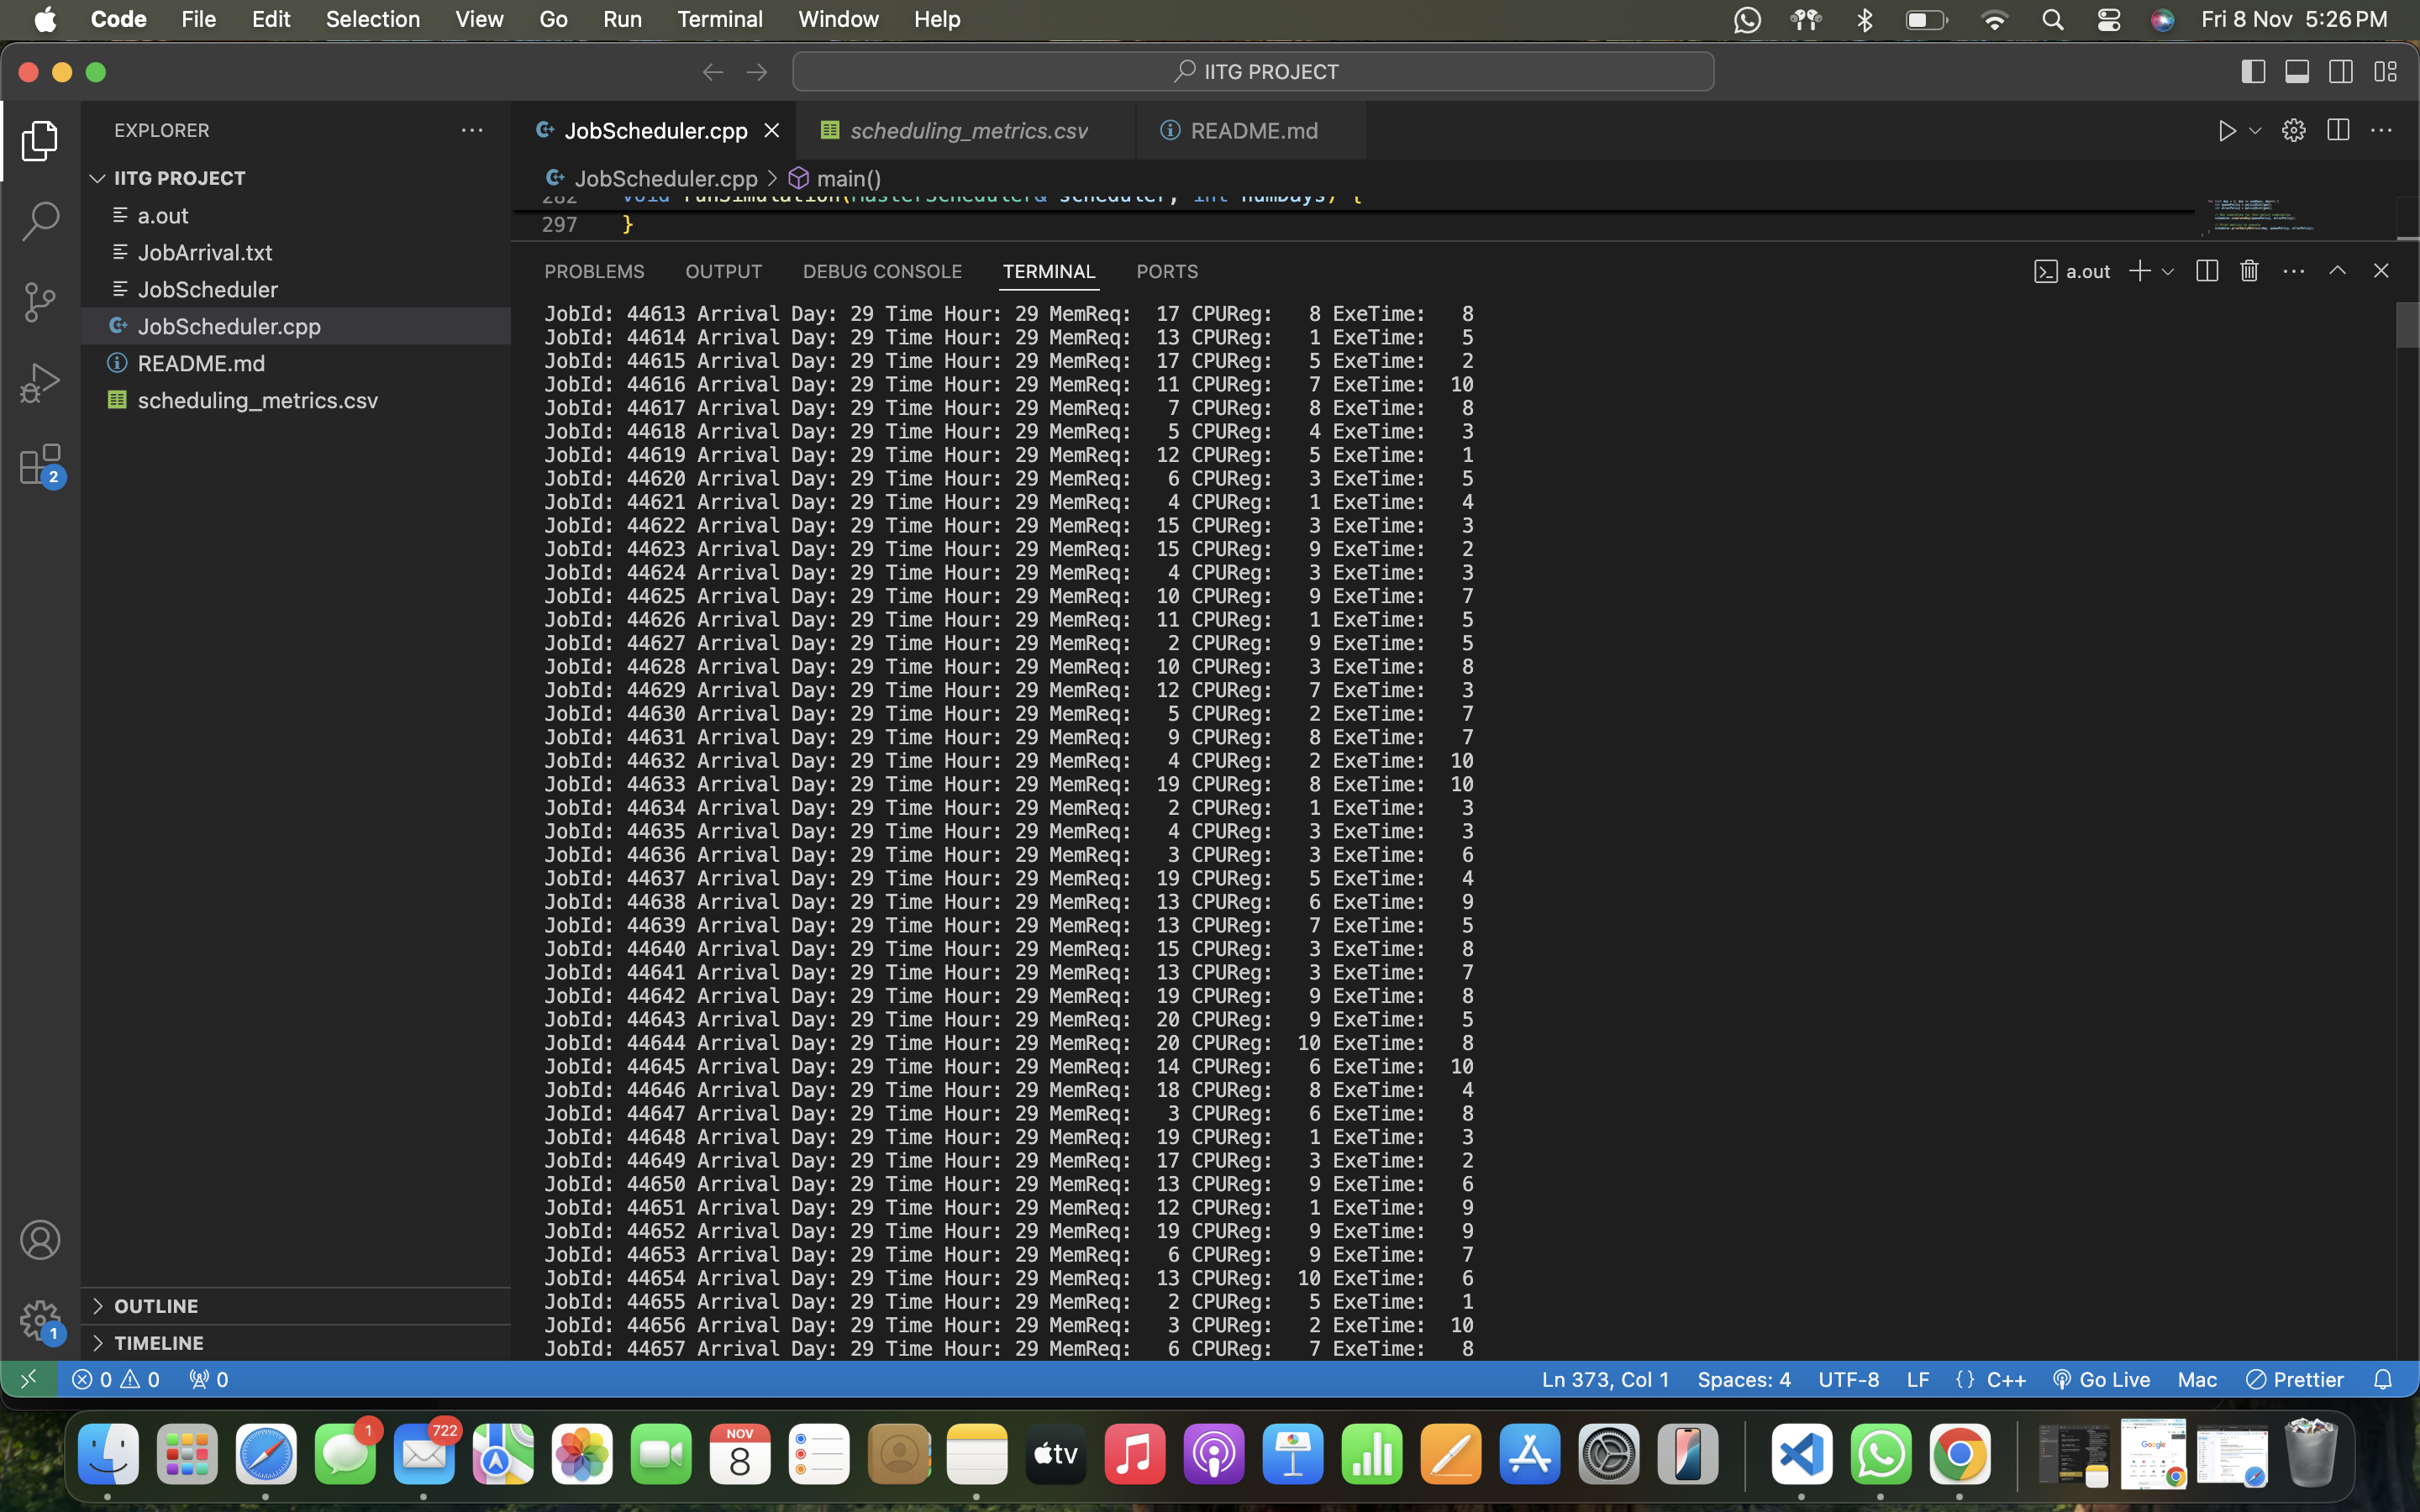 Code File Edit Selection View Go Run Terminal Window Help Fri 8 Nov 5:26 PM
IITG PROJECT
EXPLORER
IITG PROJECT
a.out
JobArrival.txt
JobScheduler
JobScheduler.cpp
README.md
scheduling_metrics.csv
OUTLINE
TIMELINE
2
1
JobScheduler.cpp scheduling_metrics.csv README.md
JobScheduler.cpp > main()
282 void runSimulation(MasterScheduler& scheduler, int numDays) {
297 }
PROBLEMS OUTPUT DEBUG CONSOLE TERMINAL PORTS a.out
JobId: 44613 Arrival Day: 29 Time Hour: 29 MemReq: 17 CPUReg: 8 ExeTime: 8
JobId: 44614 Arrival Day: 29 Time Hour: 29 MemReq: 13 CPUReg: 1 ExeTime: 5
JobId: 44615 Arrival Day: 29 Time Hour: 29 MemReq: 17 CPUReg: 5 ExeTime: 2
JobId: 44616 Arrival Day: 29 Time Hour: 29 MemReq: 11 CPUReg: 7 ExeTime: 10
JobId: 44617 Arrival Day: 29 Time Hour: 29 MemReq: 7 CPUReg: 8 ExeTime: 8
JobId: 44618 Arrival Day: 29 Time Hour: 29 MemReq: 5 CPUReg: 4 ExeTime: 3
JobId: 44619 Arrival Day: 29 Time Hour: 29 MemReq: 12 CPUReg: 5 ExeTime: 1
JobId: 44620 Arrival Day: 29 Time Hour: 29 MemReq: 6 CPUReg: 3 ExeTime: 5
JobId: 44621 Arrival Day: 29 Time Hour: 29 MemReq: 4 CPUReg: 1 ExeTime: 4
JobId: 44622 Arrival Day: 29 Time Hour: 29 MemReq: 15 CPUReg: 3 ExeTime: 3
JobId: 44623 Arrival Day: 29 Time Hour: 29 MemReq: 15 CPUReg: 9 ExeTime: 2
JobId: 44624 Arrival Day: 29 Time Hour: 29 MemReq: 4 CPUReg: 3 ExeTime: 3
JobId: 44625 Arrival Day: 29 Time Hour: 29 MemReq: 10 CPUReg: 9 ExeTime: 7
JobId: 44626 Arrival Day: 29 Time Hour: 29 MemReq: 11 CPUReg: 1 ExeTime: 5
JobId: 44627 Arrival Day: 29 Time Hour: 29 MemReq: 2 CPUReg: 9 ExeTime: 5
JobId: 44628 Arrival Day: 29 Time Hour: 29 MemReq: 10 CPUReg: 3 ExeTime: 8
JobId: 44629 Arrival Day: 29 Time Hour: 29 MemReq: 12 CPUReg: 7 ExeTime: 3
JobId: 44630 Arrival Day: 29 Time Hour: 29 MemReq: 5 CPUReg: 2 ExeTime: 7
JobId: 44631 Arrival Day: 29 Time Hour: 29 MemReq: 9 CPUReg: 8 ExeTime: 7
JobId: 44632 Arrival Day: 29 Time Hour: 29 MemReq: 4 CPUReg: 2 ExeTime: 10
JobId: 44633 Arrival Day: 29 Time Hour: 29 MemReq: 19 CPUReg: 8 ExeTime: 10
JobId: 44634 Arrival Day: 29 Time Hour: 29 MemReq: 2 CPUReg: 1 ExeTime: 3
JobId: 44635 Arrival Day: 29 Time Hour: 29 MemReq: 4 CPUReg: 3 ExeTime: 3
JobId: 44636 Arrival Day: 29 Time Hour: 29 MemReq: 3 CPUReg: 3 ExeTime: 6
JobId: 44637 Arrival Day: 29 Time Hour: 29 MemReq: 19 CPUReg: 5 ExeTime: 4
JobId: 44638 Arrival Day: 29 Time Hour: 29 MemReq: 13 CPUReg: 6 ExeTime: 9
JobId: 44639 Arrival Day: 29 Time Hour: 29 MemReq: 13 CPUReg: 7 ExeTime: 5
JobId: 44640 Arrival Day: 29 Time Hour: 29 MemReq: 15 CPUReg: 3 ExeTime: 8
JobId: 44641 Arrival Day: 29 Time Hour: 29 MemReq: 13 CPUReg: 3 ExeTime: 7
JobId: 44642 Arrival Day: 29 Time Hour: 29 MemReq: 19 CPUReg: 9 ExeTime: 8
JobId: 44643 Arrival Day: 29 Time Hour: 29 MemReq: 20 CPUReg: 9 ExeTime: 5
JobId: 44644 Arrival Day: 29 Time Hour: 29 MemReq: 20 CPUReg: 10 ExeTime: 8
JobId: 44645 Arrival Day: 29 Time Hour: 29 MemReq: 14 CPUReg: 6 ExeTime: 10
JobId: 44646 Arrival Day: 29 Time Hour: 29 MemReq: 18 CPUReg: 8 ExeTime: 4
JobId: 44647 Arrival Day: 29 Time Hour: 29 MemReq: 3 CPUReg: 6 ExeTime: 8
JobId: 44648 Arrival Day: 29 Time Hour: 29 MemReq: 19 CPUReg: 1 ExeTime: 3
JobId: 44649 Arrival Day: 29 Time Hour: 29 MemReq: 17 CPUReg: 3 ExeTime: 2
JobId: 44650 Arrival Day: 29 Time Hour: 29 MemReq: 13 CPUReg: 9 ExeTime: 6
JobId: 44651 Arrival Day: 29 Time Hour: 29 MemReq: 12 CPUReg: 1 ExeTime: 9
JobId: 44652 Arrival Day: 29 Time Hour: 29 MemReq: 19 CPUReg: 9 ExeTime: 9
JobId: 44653 Arrival Day: 29 Time Hour: 29 MemReq: 6 CPUReg: 9 ExeTime: 7
JobId: 44654 Arrival Day: 29 Time Hour: 29 MemReq: 13 CPUReg: 10 ExeTime: 6
JobId: 44655 Arrival Day: 29 Time Hour: 29 MemReq: 2 CPUReg: 5 ExeTime: 1
JobId: 44656 Arrival Day: 29 Time Hour: 29 MemReq: 3 CPUReg: 2 ExeTime: 10
JobId: 44657 Arrival Day: 29 Time Hour: 29 MemReq: 6 CPUReg: 7 ExeTime: 8
0 0 0 Ln 373, Col 1 Spaces: 4 UTF-8 LF {} C++ Go Live Mac Prettier
1 722 NOV 8 tv Google